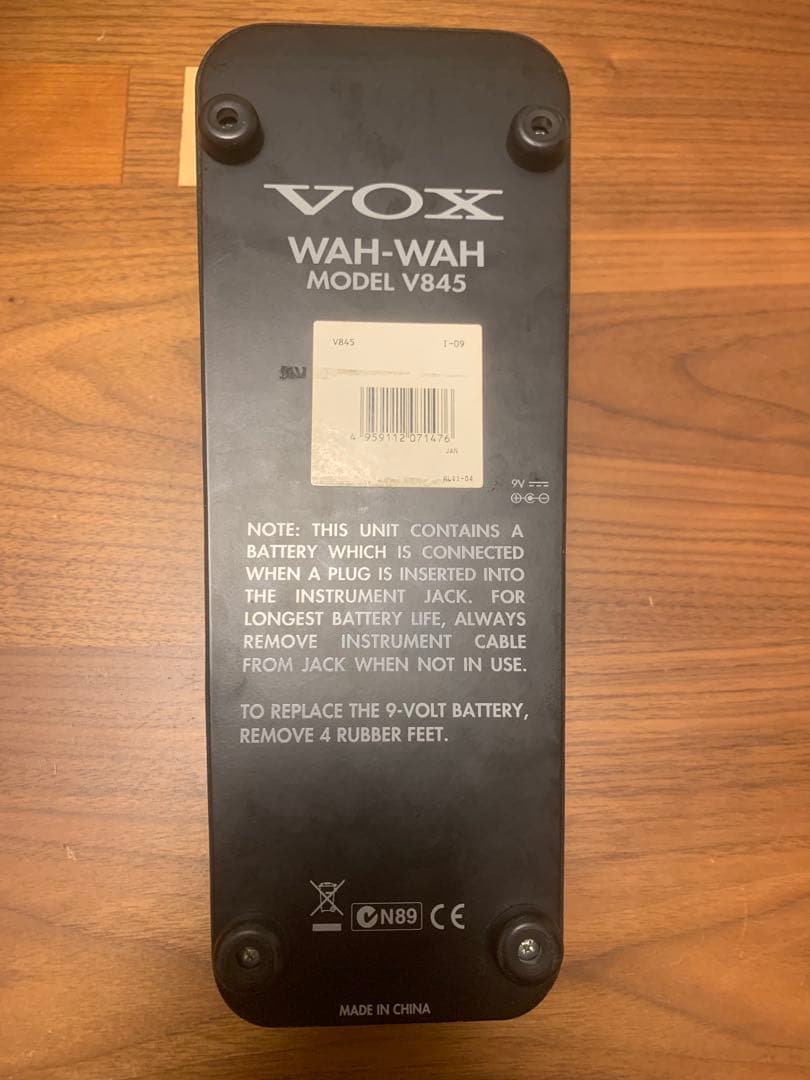 VOX
WAH-WAH
MODEL V845
V845 I-09
4 959112 071476
JAN
9V
NOTE: THIS UNIT CONTAINS A
BATTERY WHICH IS CONNECTED
WHEN A PLUG IS INSERTED INTO
THE INSTRUMENT JACK. FOR
LONGEST BATTERY LIFE, ALWAYS
REMOVE INSTRUMENT CABLE
FROM JACK WHEN NOT IN USE.
TO REPLACE THE 9-VOLT BATTERY,
REMOVE 4 RUBBER FEET.
N89 CE
MADE IN CHINA